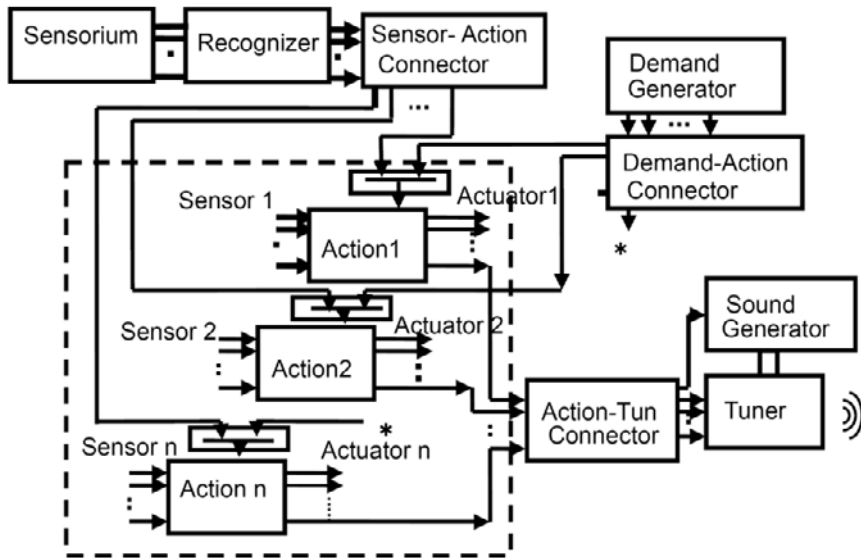 Sensorium
Recognizer
Sensor- Action
Connector
...
Demand
Generator
...
Demand-Action
Connector
*
Sensor 1
Actuator1
Action1
Sensor 2
Actuator 2
Action2
Sound
Generator
Action-Tun
Connector
Tuner
*
Sensor n
Actuator n
Action n